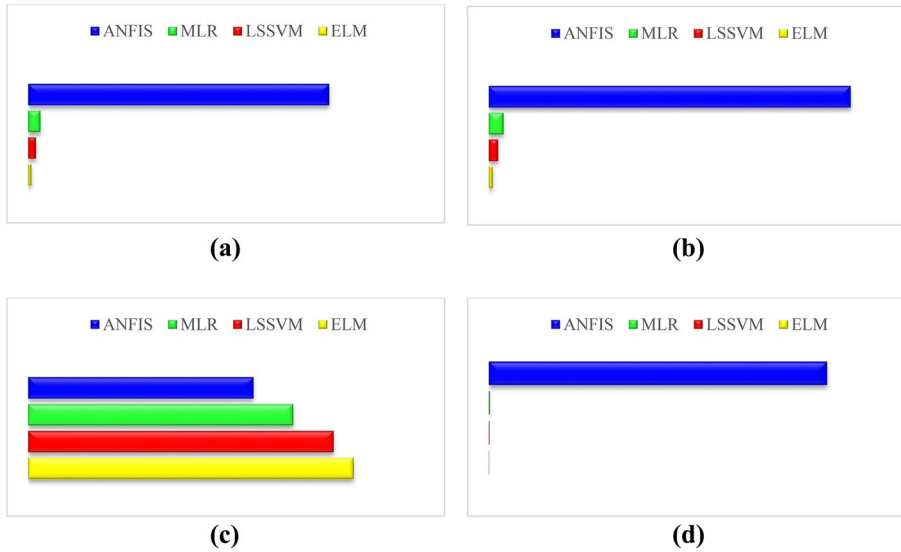 ANFIS MLR LSSVM ELM
ANFIS MLR LSSVM ELM
(a)
(b)
ANFIS MLR LSSVM ELM
ANFIS MLR LSSVM ELM
(c)
(d)